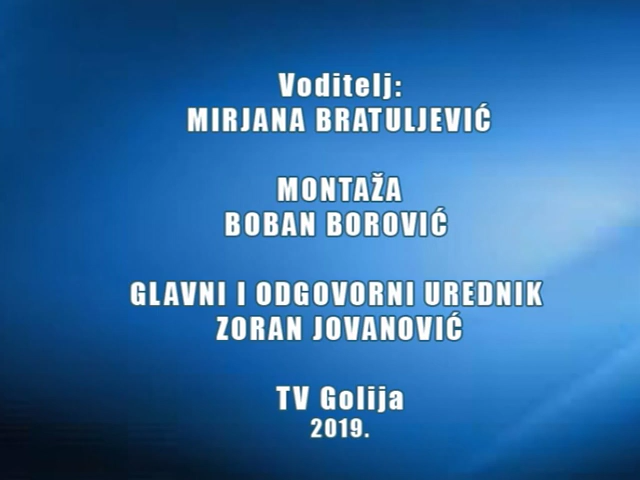 Voditelj:
MIRJANA BRATULJEVIĆ
MONTAŽA
BOBAN BOROVIĆ
GLAVNI I ODGOVORNI UREDNIK
ZORAN JOVANOVIĆ
TV Golija
2019.